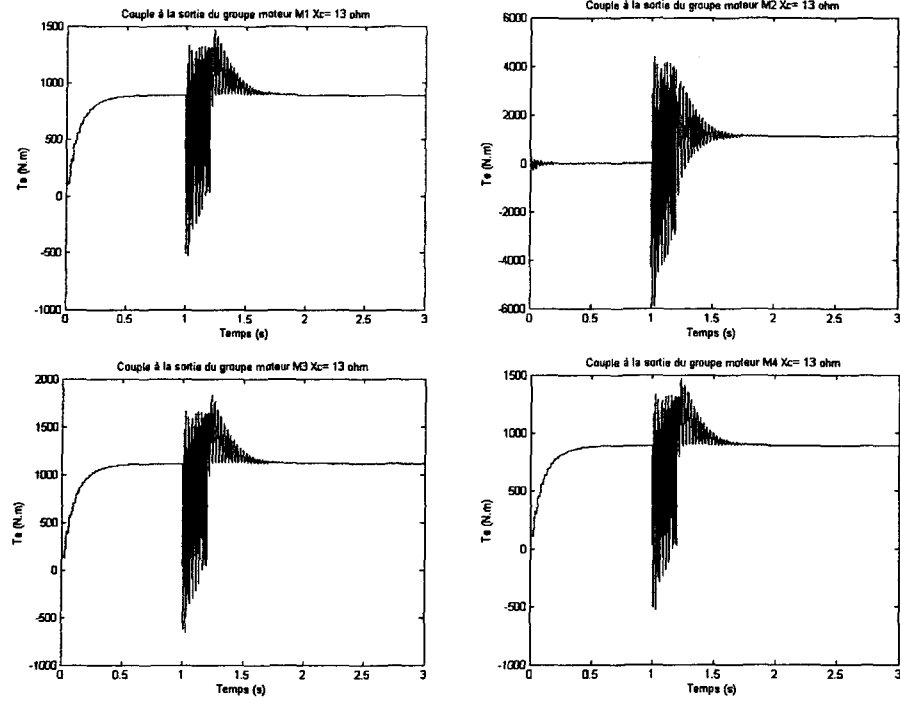 Couple à la sortie du groupe moteur M1 Xc= 13 ohm
1500
1000
500
0
-500
-1000
Te (N.m)
0 0.5 1 1.5 2 2.5 3
Temps (s)
Couple à la sortie du groupe moteur M2 Xc= 13 ohm
6000
4000
2000
0
-2000
-4000
6000
Te (N.m)
0 0.5 1 1.5 2 2.5 3
Temps (s)
Couple à la sortie du groupe moteur M3 Xc= 13 ohm
2000
1500
1000
500
0
-500
-1000
Te (N.m)
0 0.5 1 1.5 2 2.5 3
Temps (s)
Couple à la sortie du groupe moteur M4 Xc= 13 ohm
1500
1000
500
0
-500
-1000
Te (N.m)
0 0.5 1 1.5 2 2.5 3
Temps (s)